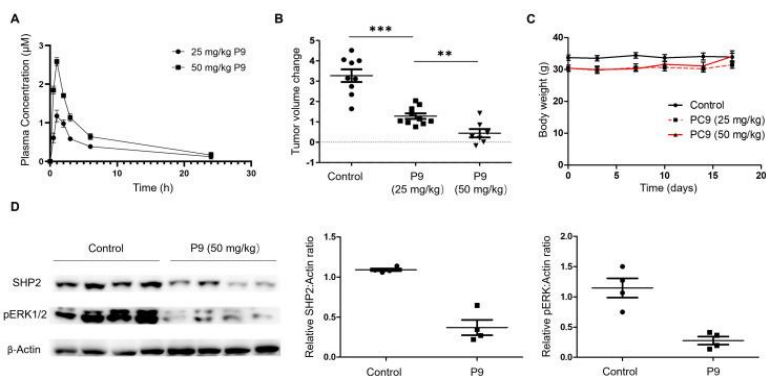 A
Plasma Concentration (μM)
3
2
1
0
0
10
20
30
Time (h)
25 mg/kg P9
50 mg/kg P9
B
Tumor volume change
5
4
3
2
1
0
-1
***
**
Control
P9
(25 mg/kg)
P9
(50 mg/kg)
C
Body weight (g)
40
30
20
10
0
0
5
10
15
20
Time (days)
Control
PC9 (25 mg/kg)
PC9 (50 mg/kg)
D
Control
P9 (50 mg/kg)
SHP2
pERK1/2
β-Actin
Relative SHP2:Actin ratio
1.5
1.0
0.5
0.0
Control
P9
Relative pERK:Actin ratio
2.0
1.5
1.0
0.5
0.0
Control
P9